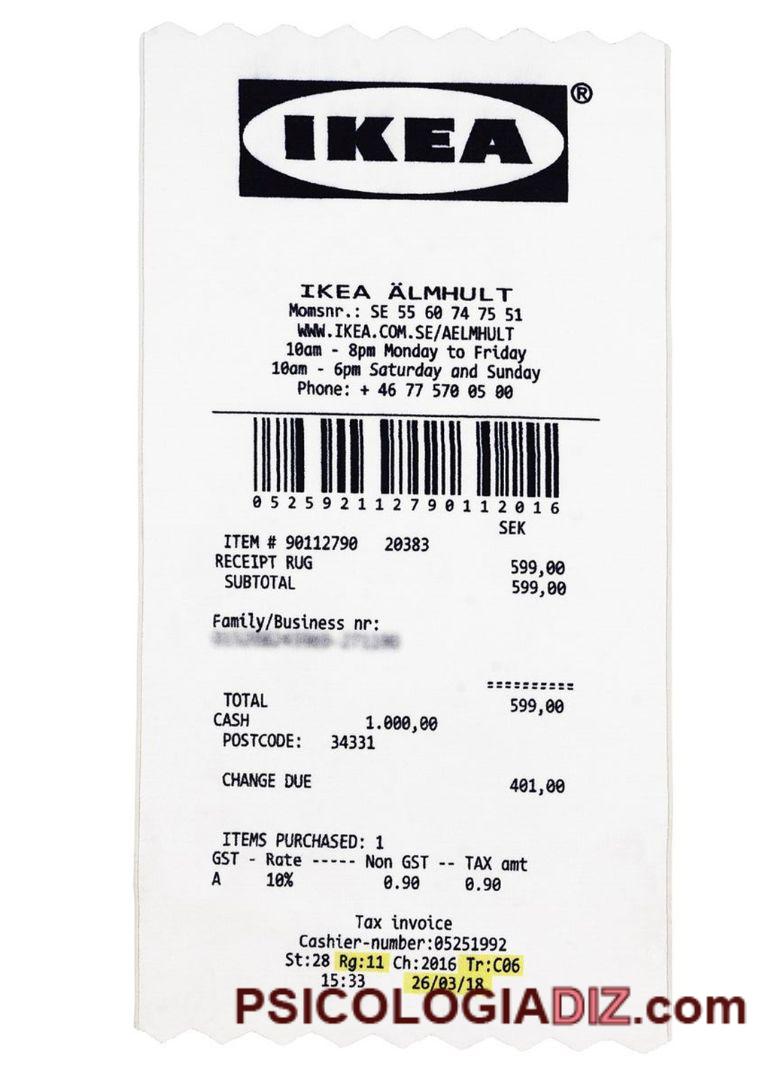 IKEA ®
IKEA ÄLMHULT
Momsnr.: SE 55 60 74 75 51
WWW.IKEA.COM.SE/AELMHULT
10am - 8pm Monday to Friday
10am - 6pm Saturday and Sunday
Phone: + 46 77 570 05 00
0 5 2 5 9 2 1 1 2 7 9 0 1 1 2 0 1 6
SEK
ITEM # 90112790 20383
RECEIPT RUG 599,00
SUBTOTAL 599,00
Family/Business nr:
==========
TOTAL 599,00
CASH 1.000,00
POSTCODE: 34331
CHANGE DUE 401,00
ITEMS PURCHASED: 1
GST - Rate ----- Non GST -- TAX amt
A 10% 0.90 0.90
Tax invoice
Cashier-number:05251992
St:28 Rg:11 Ch:2016 Tr:C06
15:33 26/03/18
PSICOLOGIADIZ.com